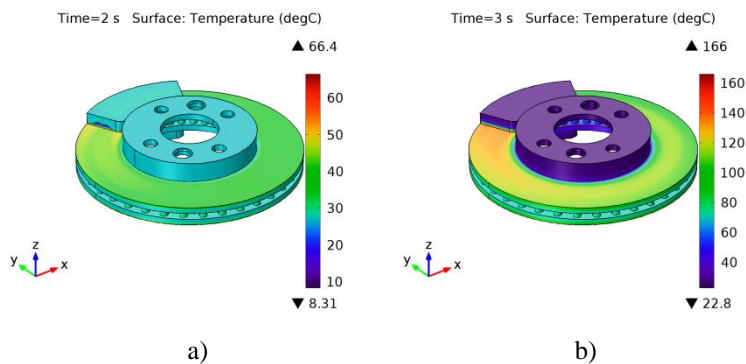 Time=2 s Surface: Temperature (degC)
▲ 66.4
60
50
40
30
20
10
▼ 8.31
y z x
a)
Time=3 s Surface: Temperature (degC)
▲ 166
160
140
120
100
80
60
40
▼ 22.8
y z x
b)